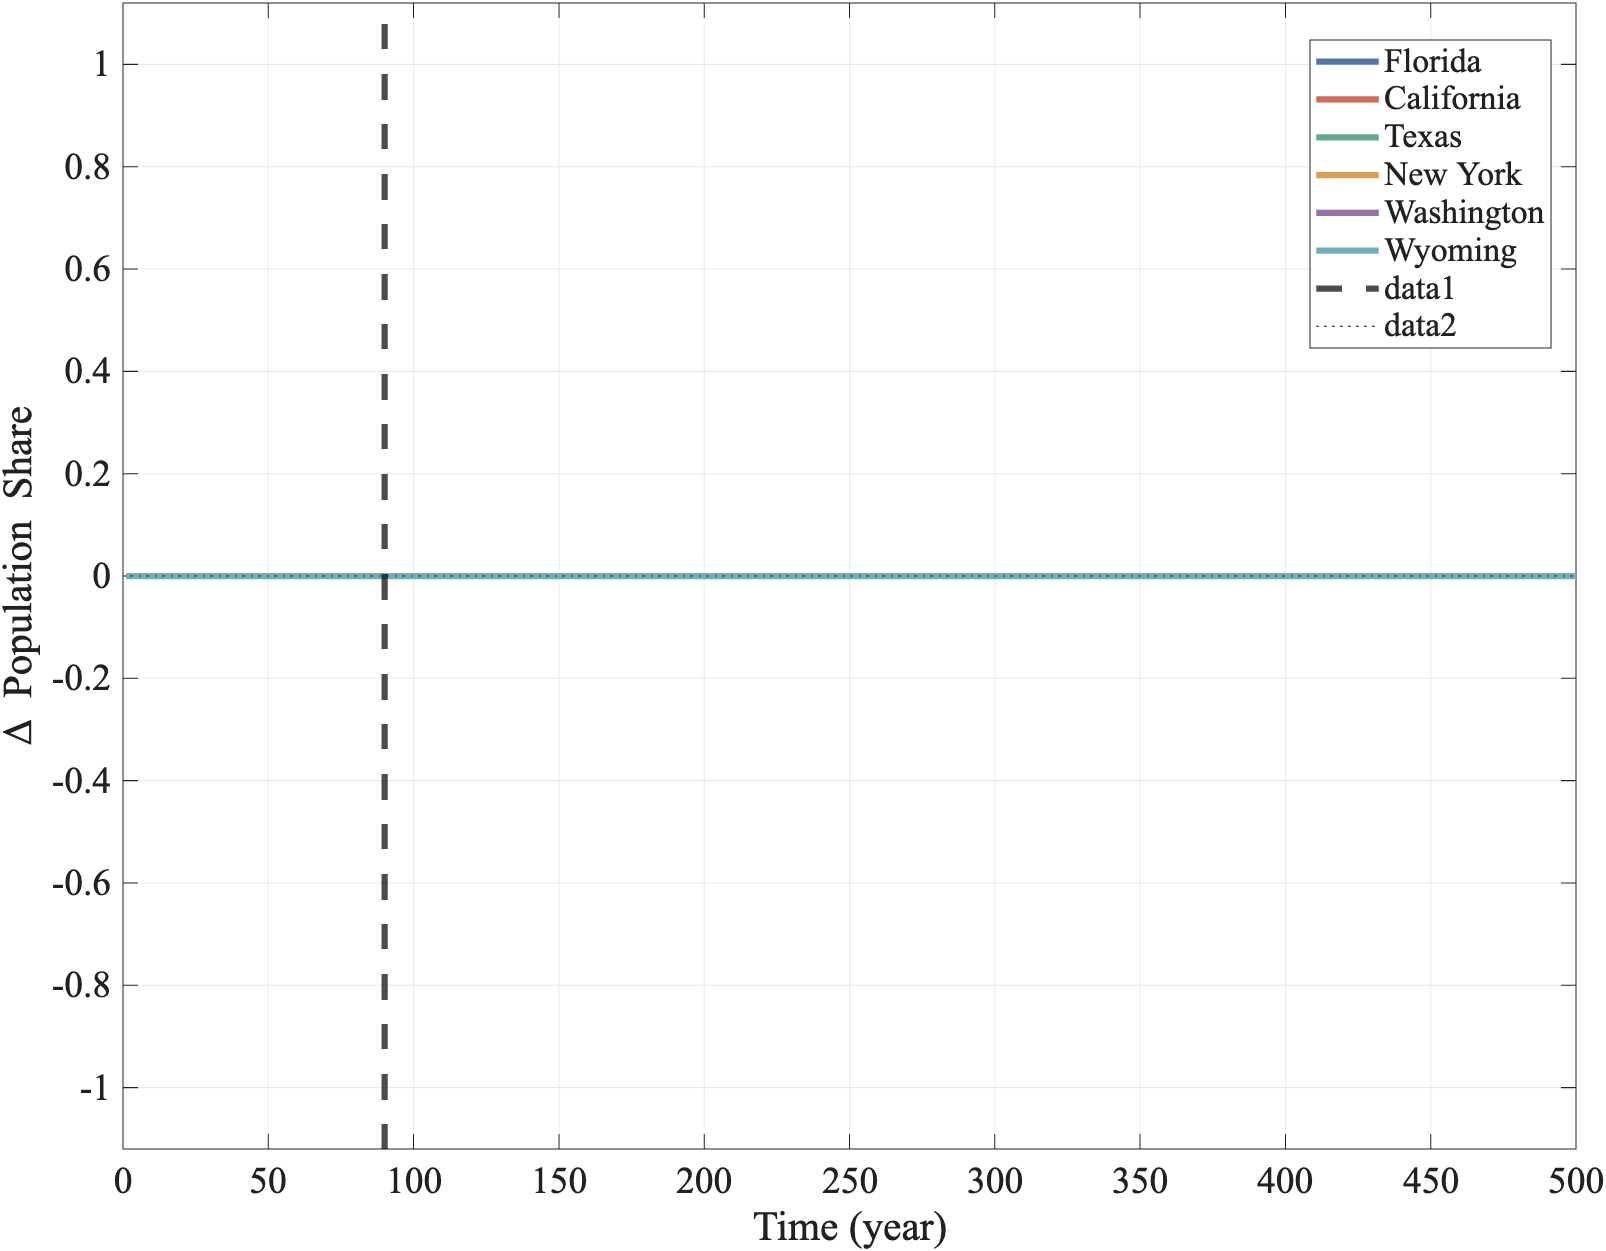 1
0.8
0.6
0.4
0.2
0
-0.2
-0.4
-0.6
-0.8
-1
Δ Population Share
0 50 100 150 200 250 300 350 400 450 500
Time (year)
Florida
California
Texas
New York
Washington
Wyoming
data1
data2